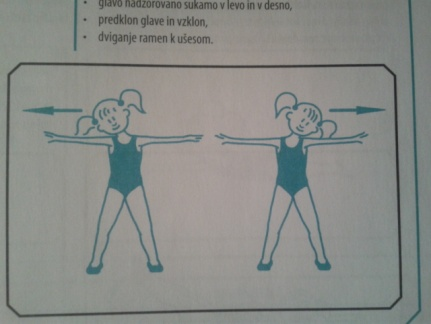 • glavo nadzorovano sukamo v levo in v desno,
• predklon glave in vzklon,
• dviganje ramen k ušesom.